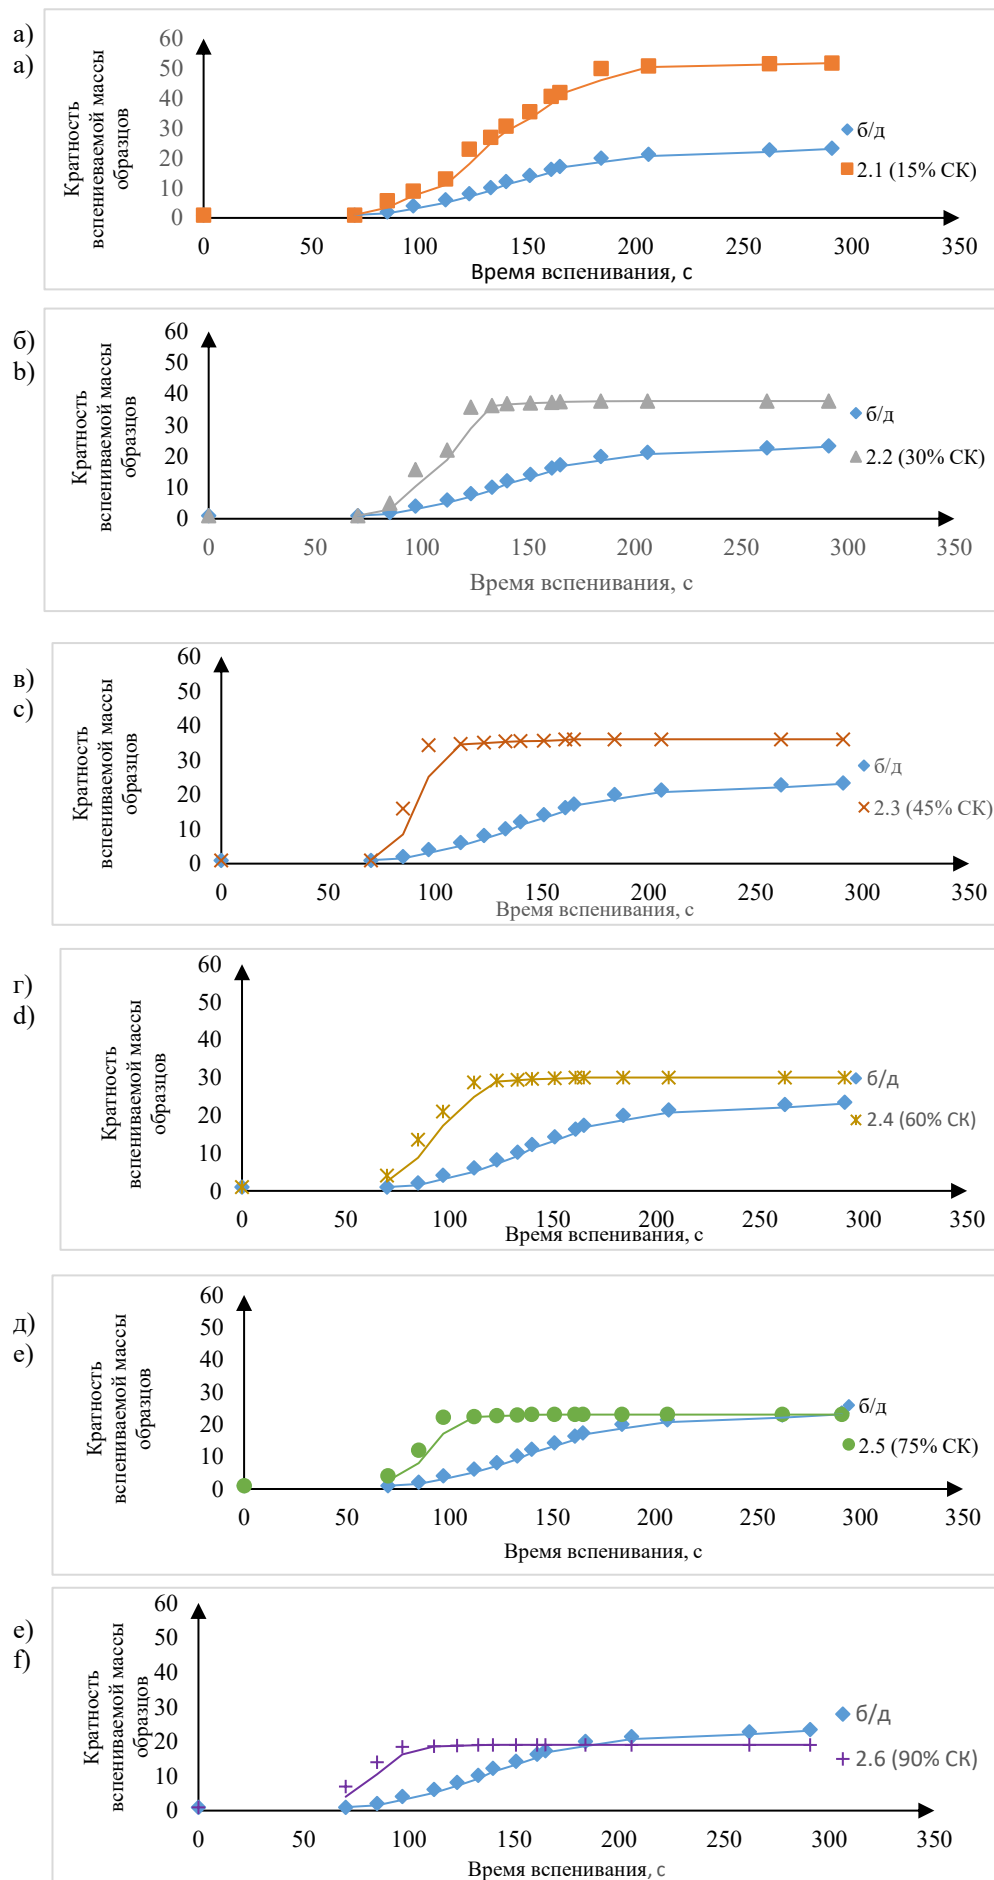 а)
a)
Кратность
вспениеваемой массы
образцов
60
50
40
30
20
10
0
0 50 100 150 200 250 300 350
Время вспенивания, с
б/д
2.1 (15% СК)
б)
b)
Кратность
вспениваемой массы
образцов
60
50
40
30
20
10
0
0 50 100 150 200 250 300 350
Время вспенивания, с
б/д
2.2 (30% СК)
в)
c)
Кратность
вспениваемой массы
образцов
60
50
40
30
20
10
0
0 50 100 150 200 250 300 350
Время вспенивания, с
б/д
2.3 (45% СК)
г)
d)
Кратность
вспениваемой массы
образцов
60
50
40
30
20
10
0
0 50 100 150 200 250 300 350
Время вспенивания, с
б/д
2.4 (60% СК)
д)
e)
Кратность
вспениваемой массы
образцов
60
50
40
30
20
10
0
0 50 100 150 200 250 300 350
Время вспенивания, с
б/д
2.5 (75% СК)
е)
f)
Кратность
вспениваемой массы
образцов
60
50
40
30
20
10
0
0 50 100 150 200 250 300 350
Время вспенивания, с
б/д
2.6 (90% СК)